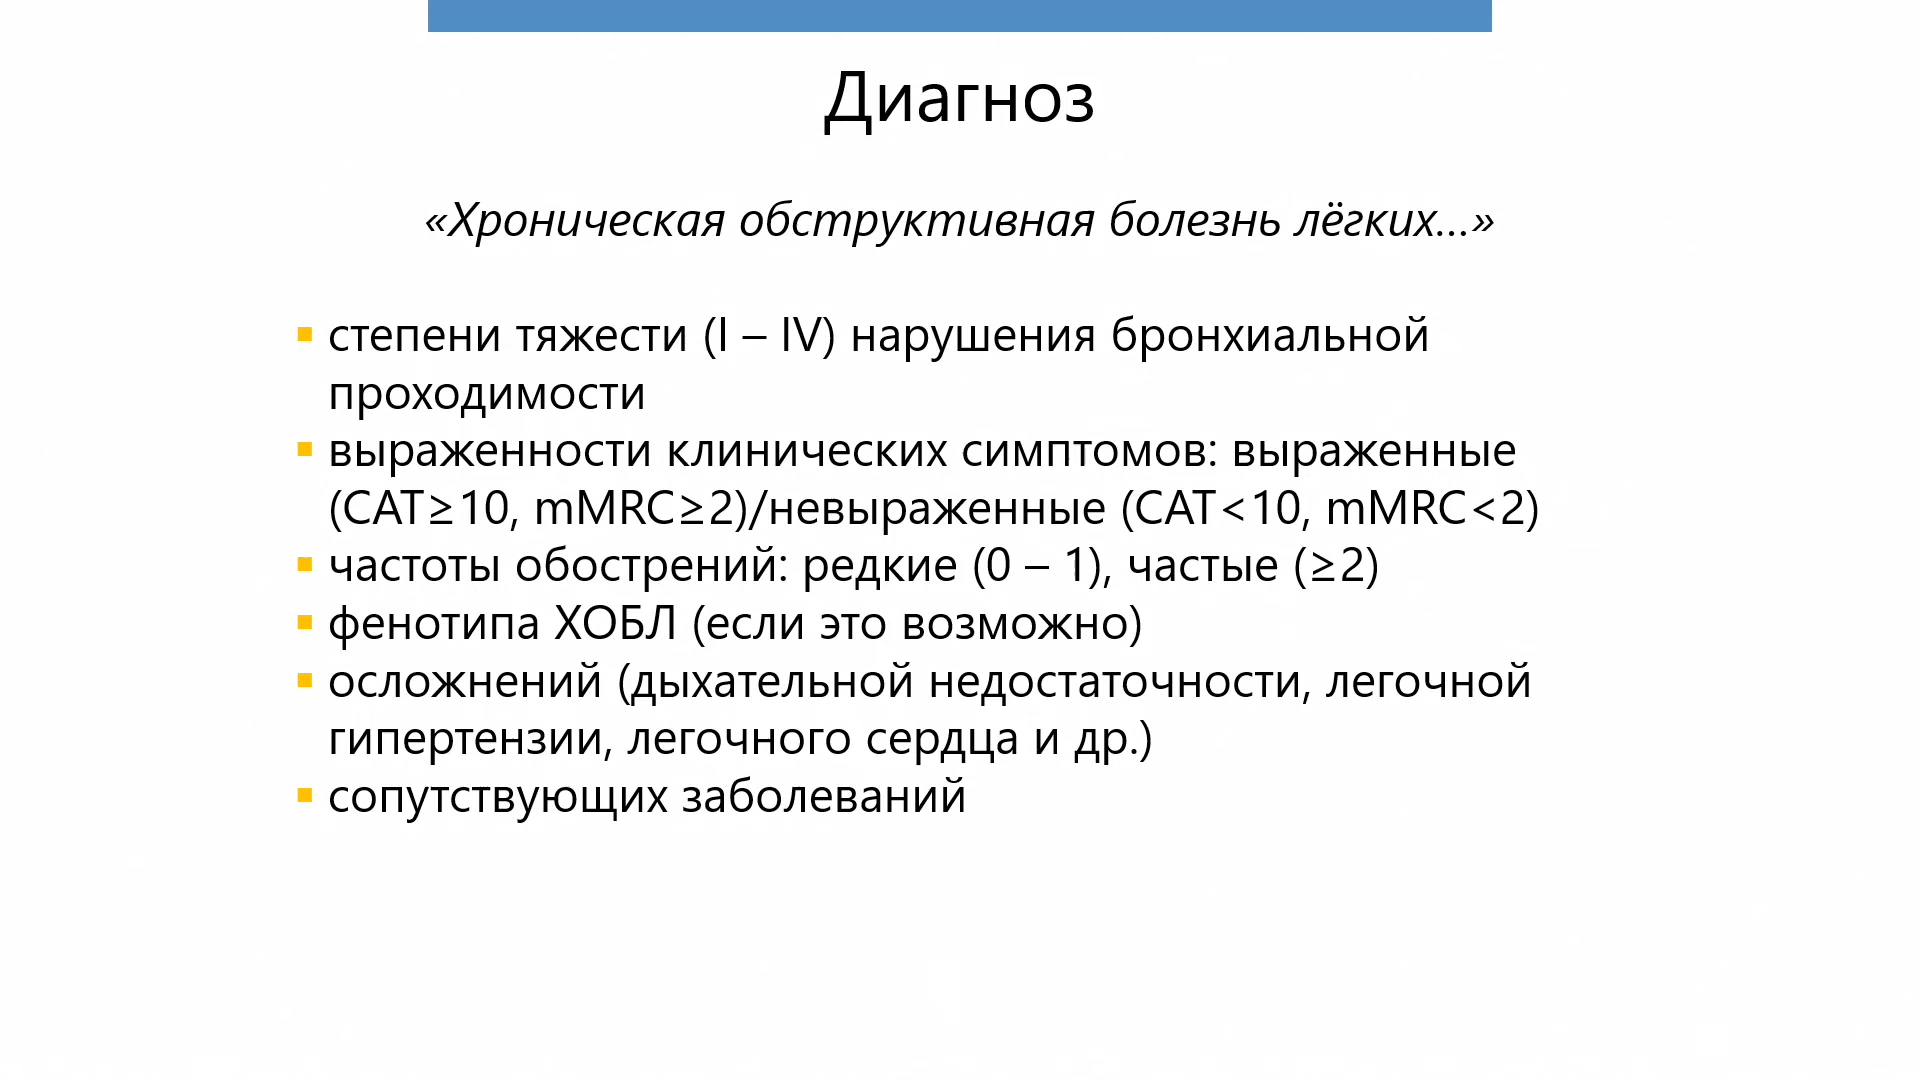 Диагноз
«Хроническая обструктивная болезнь лёгких...»
▪ степени тяжести (I – IV) нарушения бронхиальной
проходимости
▪ выраженности клинических симптомов: выраженные
(CAT≥10, mMRC≥2)/невыраженные (CAT<10, mMRC<2)
▪ частоты обострений: редкие (0 – 1), частые (≥2)
▪ фенотипа ХОБЛ (если это возможно)
▪ осложнений (дыхательной недостаточности, легочной
гипертензии, легочного сердца и др.)
▪ сопутствующих заболеваний